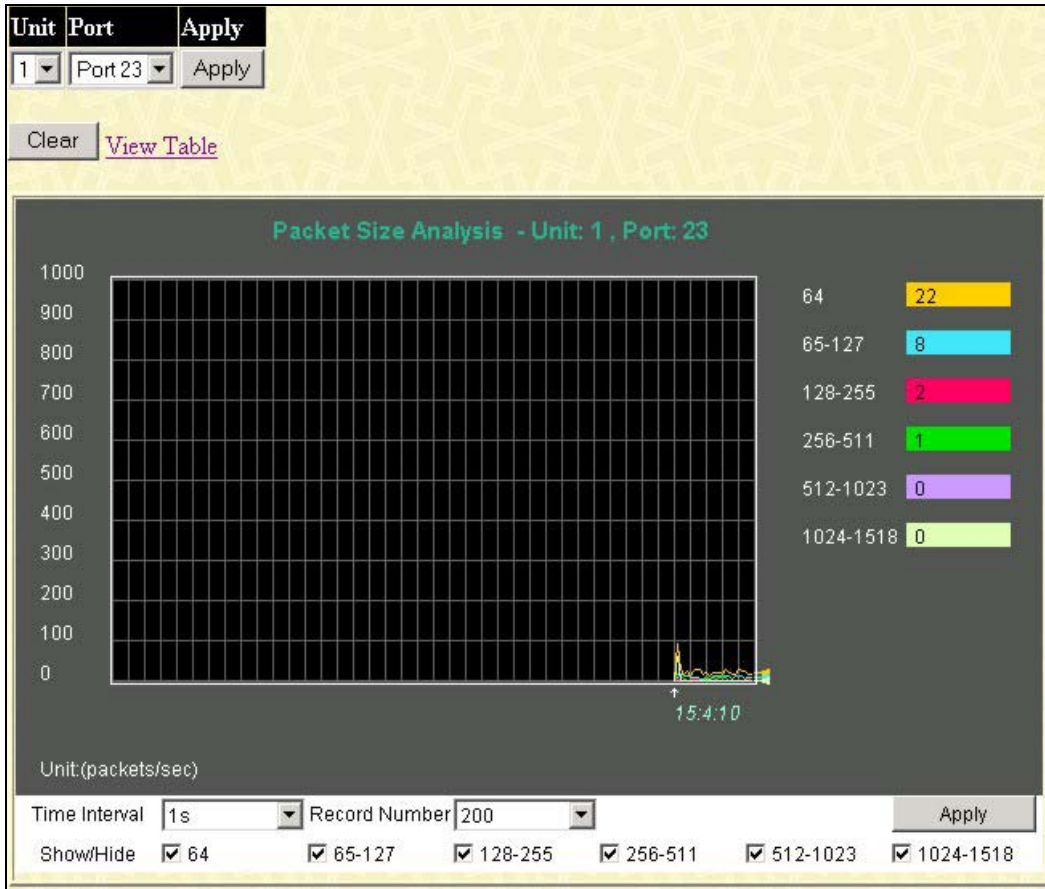 Unit Port Apply
1 Port 23 Apply
Clear View Table
Packet Size Analysis - Unit: 1 , Port: 23
1000
900
800
700
600
500
400
300
200
100
0
64 22
65-127 8
128-255 2
256-511 1
512-1023 0
1024-1518 0
15:4:10
Unit:(packets/sec)
Time Interval 1s Record Number 200 Apply
Show/Hide 64 65-127 128-255 256-511 512-1023 1024-1518